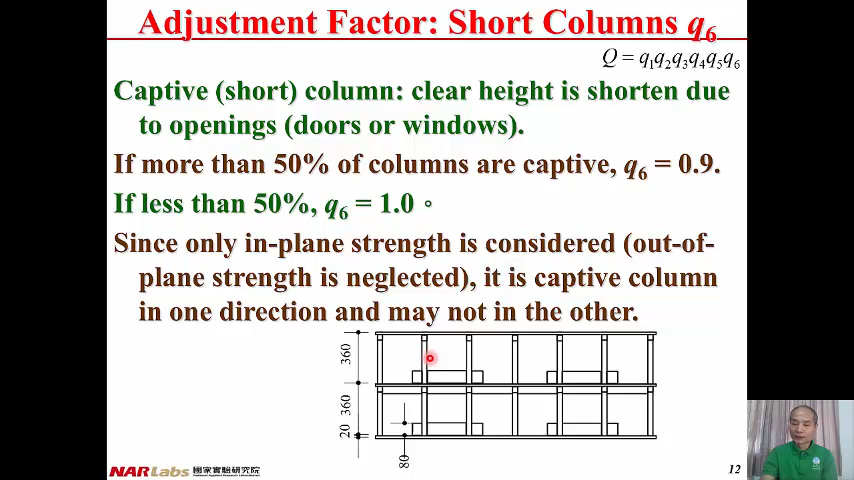 Adjustment Factor: Short Columns q6
Q = q1q2q3q4q5q6
Captive (short) column: clear height is shorten due
to openings (doors or windows).
If more than 50% of columns are captive, q6 = 0.9.
If less than 50%, q6 = 1.0 。
Since only in-plane strength is considered (out-of-
plane strength is neglected), it is captive column
in one direction and may not in the other.
360
360
20
80
NARLabs 國家實驗研究院
12